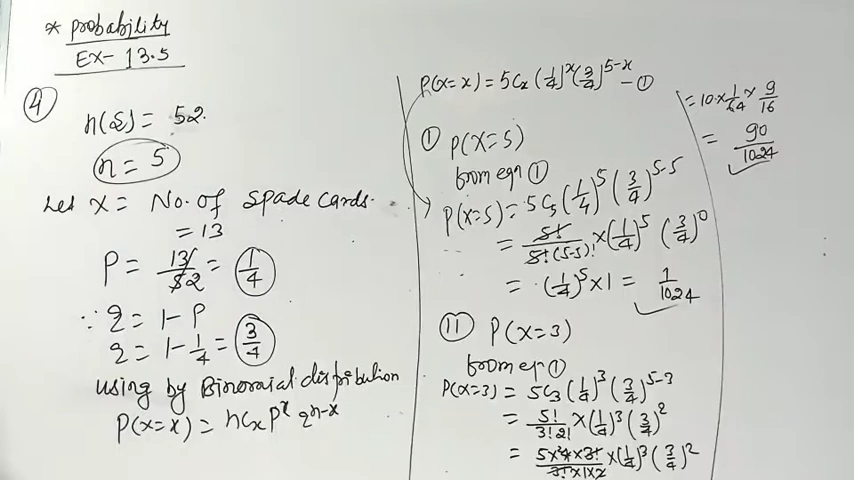 * Probability
Ex- 13.5
④
n(S) = 52.
n = 5
Let X = No. of spade cards.
= 13
P = 13/52 = 1/4
∵ q = 1 - P
q = 1 - 1/4 = 3/4
using by Binomial distribution
P(X=x) = nCx P^x q^n-x
P(X=x) = 5Cx (1/4)^x (3/4)^5-x — ①
① P(X=5)
from eqn ①
P(X=5) = 5C5 (1/4)^5 (3/4)^5-5
= 5!/5!(5-5)! × (1/4)^5 (3/4)^0
= (1/4)^5 × 1 = 1/1024
⑪ P(X=3)
from eqn ①
P(X=3) = 5C3 (1/4)^3 (3/4)^5-3
= 5!/3!2! × (1/4)^3 (3/4)^2
= 5×4×3!/3!×1×2 × (1/4)^3 (3/4)^2
= 10 × 1/64 × 9/16
= 90/1024